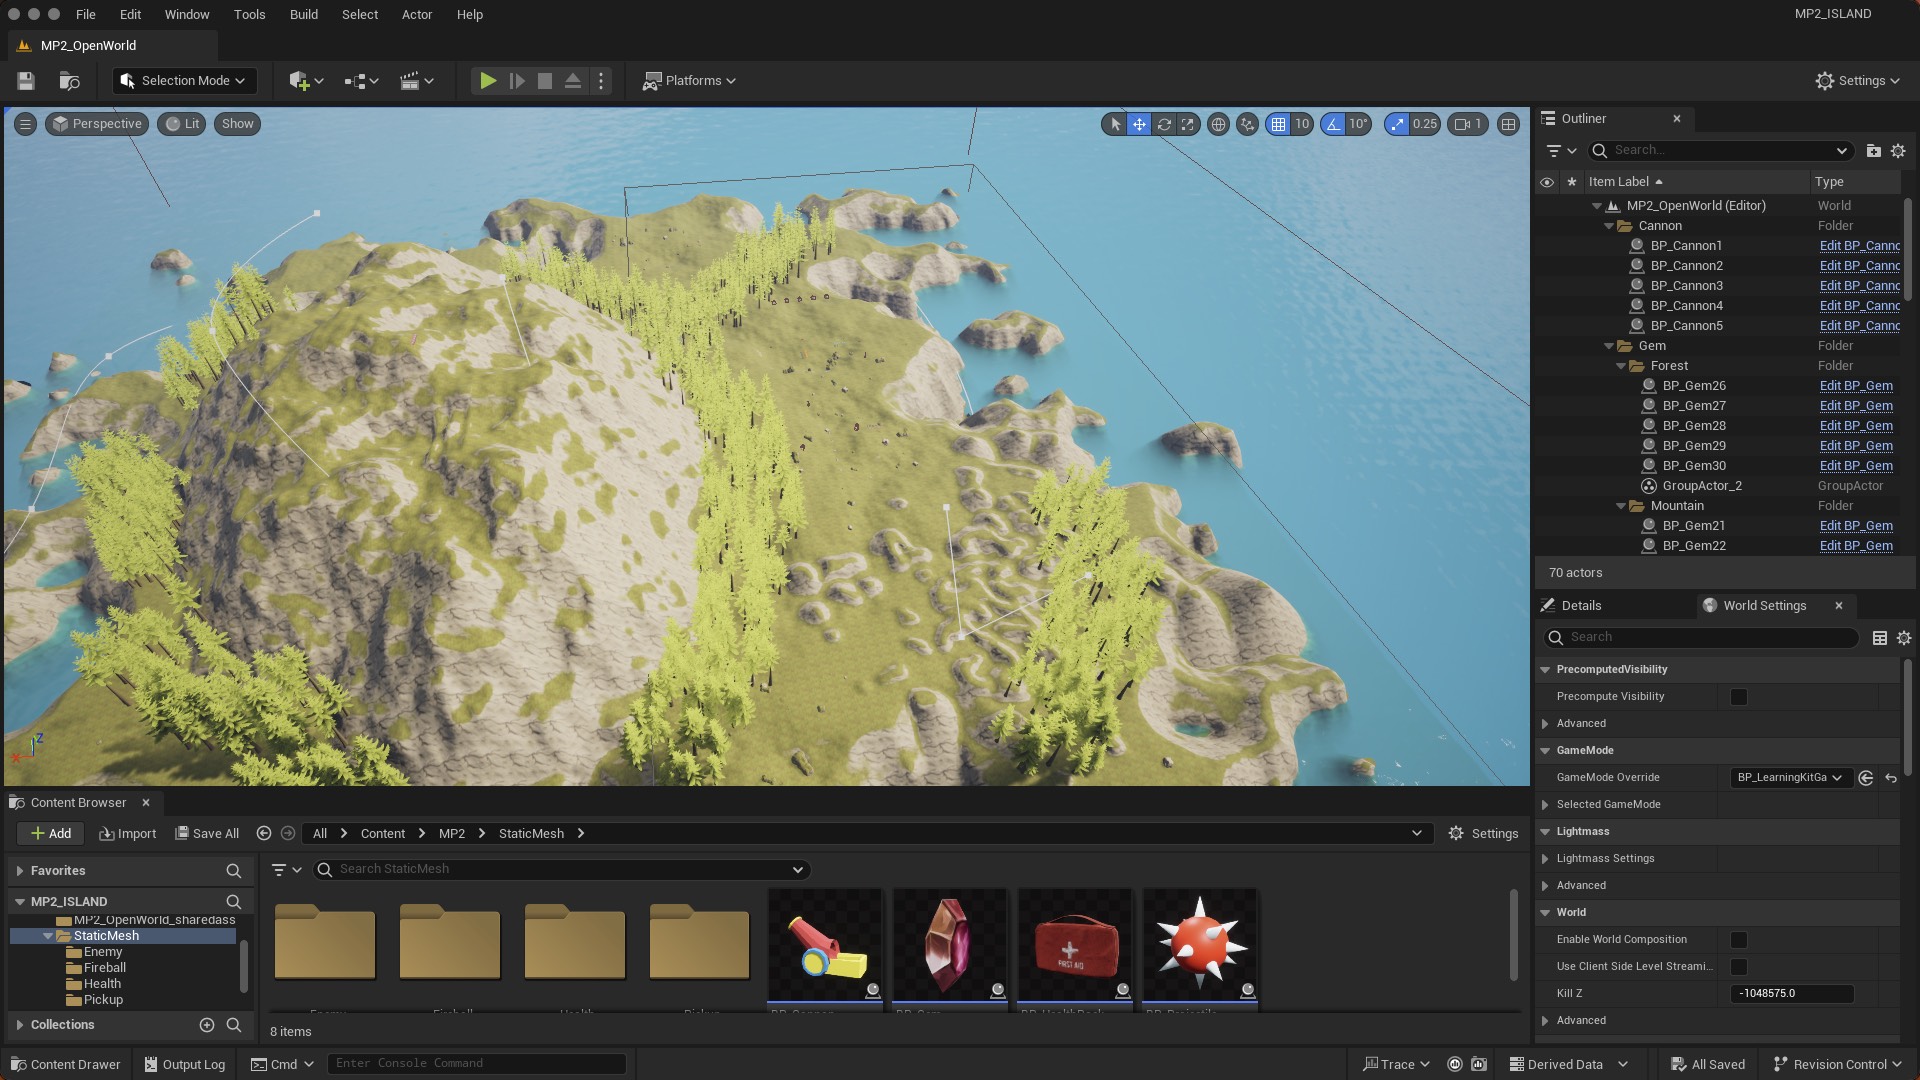 File Edit Window Tools Build Select Actor Help
MP2_ISLAND
MP2_OpenWorld
Selection Mode
Platforms
Settings
Perspective
Lit
Show
10
10°
0.25
1
Outliner
Search...
Item Label Type
MP2_OpenWorld (Editor) World
Cannon Folder
BP_Cannon1 Edit BP_Canno
BP_Cannon2 Edit BP_Canno
BP_Cannon3 Edit BP_Canno
BP_Cannon4 Edit BP_Canno
BP_Cannon5 Edit BP_Canno
Gem Folder
Forest Folder
BP_Gem26 Edit BP_Gem
BP_Gem27 Edit BP_Gem
BP_Gem28 Edit BP_Gem
BP_Gem29 Edit BP_Gem
BP_Gem30 Edit BP_Gem
GroupActor_2 GroupActor
Mountain Folder
BP_Gem21 Edit BP_Gem
BP_Gem22 Edit BP_Gem
70 actors
Details
World Settings
Search
PrecomputedVisibility
Precompute Visibility
Advanced
GameMode
GameMode Override BP_LearningKitGa
Selected GameMode
Lightmass
Lightmass Settings
Advanced
World
Enable World Composition
Use Client Side Level Streami...
Kill Z -1048575.0
Advanced
Z
Content Browser
Add
Import
Save All
All
Content
MP2
StaticMesh
Settings
Favorites
MP2_ISLAND
MP2_OpenWorld_sharedass
StaticMesh
Enemy
Fireball
Health
Pickup
Collections
Search StaticMesh
FIRST AID
8 items
Content Drawer
Output Log
Cmd
Enter Console Command
Trace
Derived Data
All Saved
Revision Control